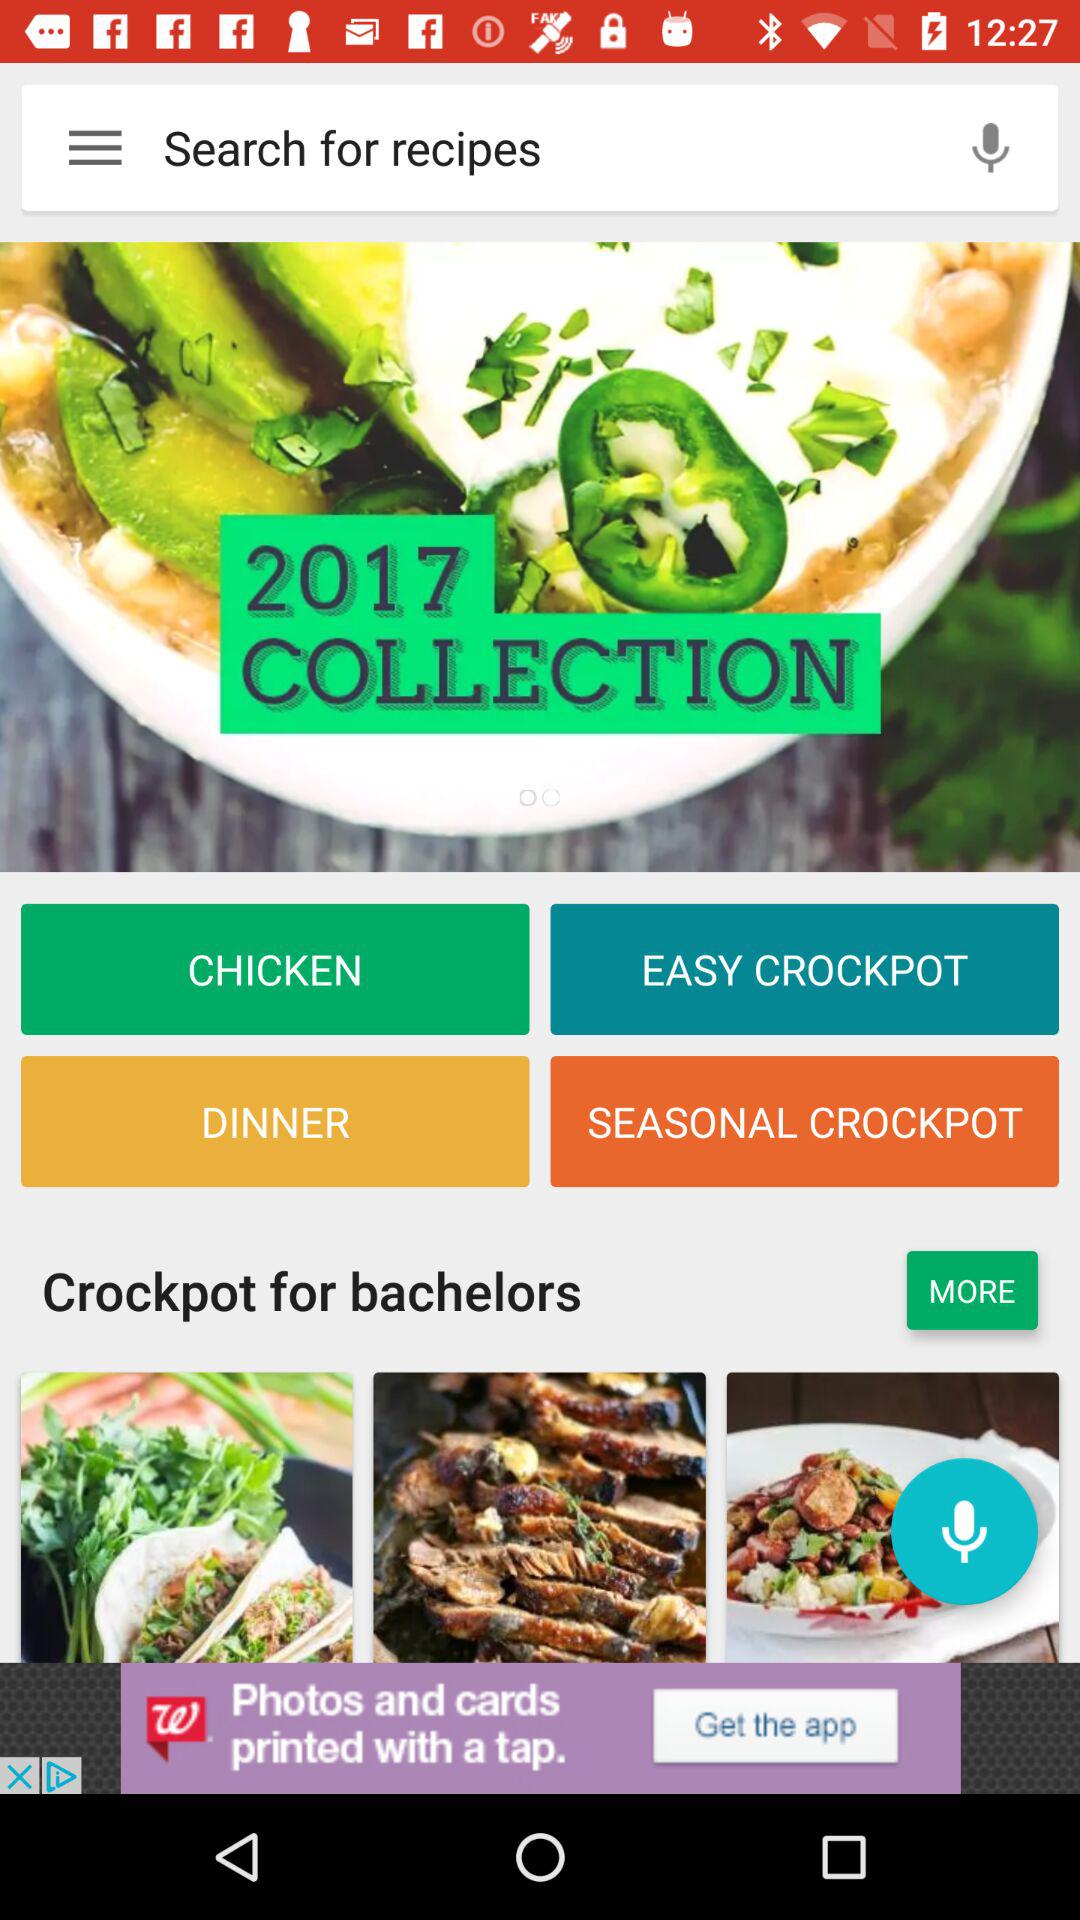 FAKE
12:27
Search for recipes
2017
COLLECTION
CHICKEN
EASY CROCKPOT
DINNER
SEASONAL CROCKPOT
Crockpot for bachelors
MORE
Photos and cards
printed with a tap.
Get the app